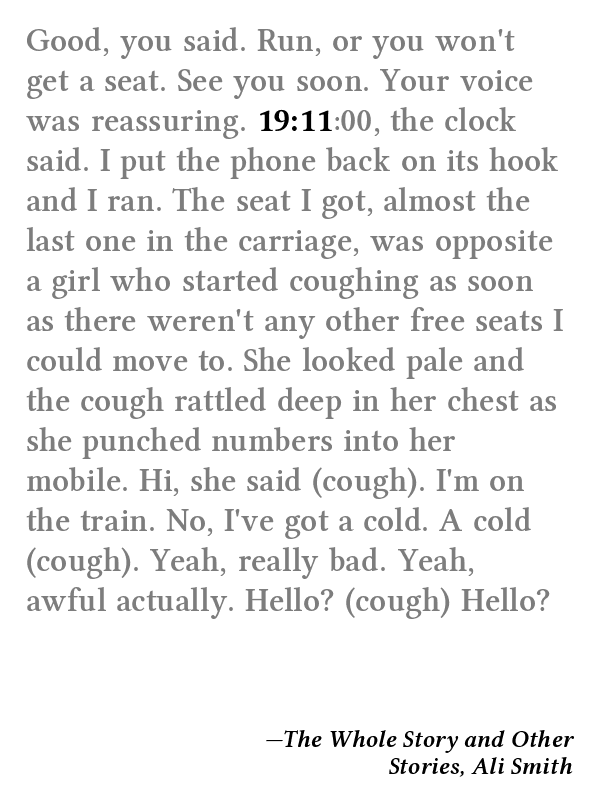 Good, you said. Run, or you won't
get a seat. See you soon. Your voice
was reassuring. 19:11:00, the clock
said. I put the phone back on its hook
and I ran. The seat I got, almost the
last one in the carriage, was opposite
a girl who started coughing as soon
as there weren't any other free seats I
could move to. She looked pale and
the cough rattled deep in her chest as
she punched numbers into her
mobile. Hi, she said (cough). I'm on
the train. No, I've got a cold. A cold
(cough). Yeah, really bad. Yeah,
awful actually. Hello? (cough) Hello?
—The Whole Story and Other
Stories, Ali Smith